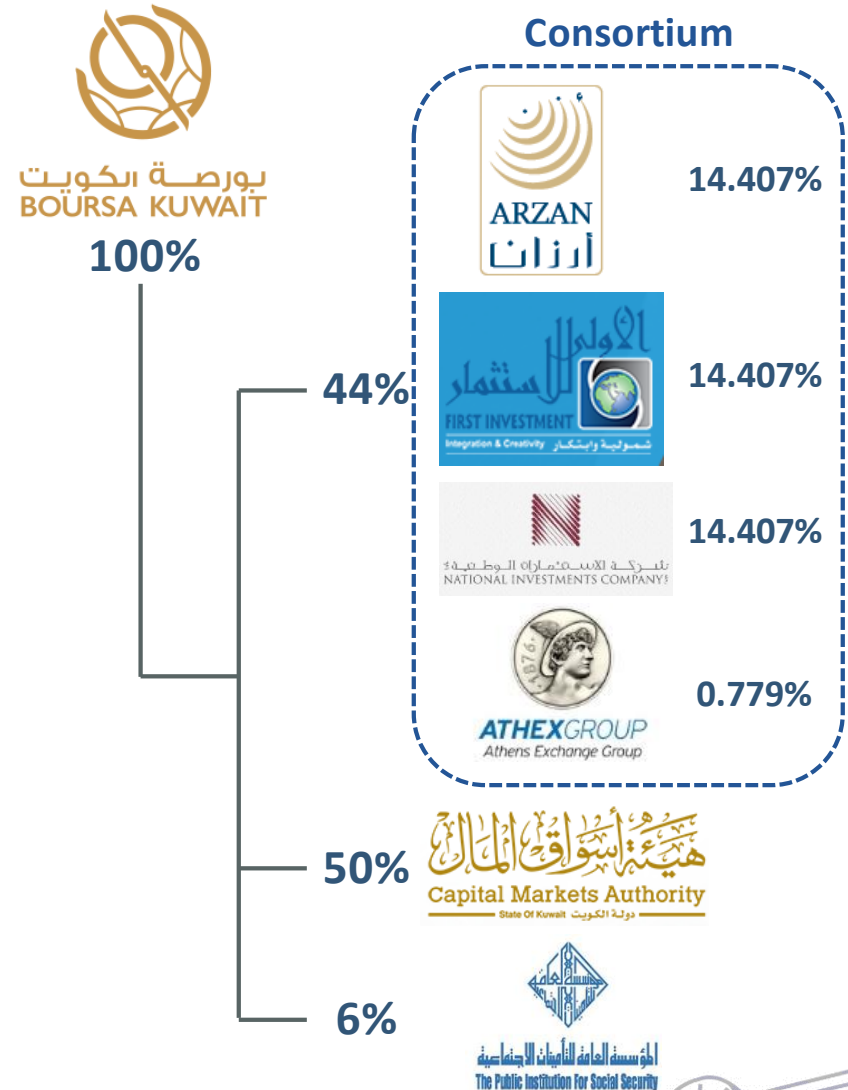 بورصة الكويت
BOURSA KUWAIT
100%
Consortium
أرزان
ARZAN
أرزان
14.407%
44%
الأولى للاستثمار
FIRST INVESTMENT
Integration & Creativity شمولية وابتكار
14.407%
شركة الاستثمارات الوطنية
NATIONAL INVESTMENTS COMPANY
14.407%
1876
ATHEXGROUP
Athens Exchange Group
0.779%
50%
هيئة أسواق المال
Capital Markets Authority
State Of Kuwait دولة الكويت
6%
المؤسسة العامة للتأمينات الاجتماعية
The Public Institution For Social Security